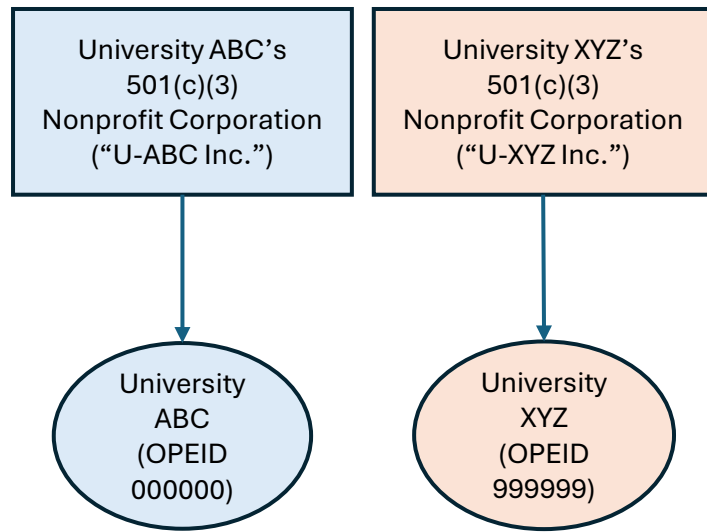 University ABC’s
501(c)(3)
Nonprofit Corporation
(“U-ABC Inc.”)
University XYZ’s
501(c)(3)
Nonprofit Corporation
(“U-XYZ Inc.”)
University
ABC
(OPEID
000000)
University
XYZ
(OPEID
999999)